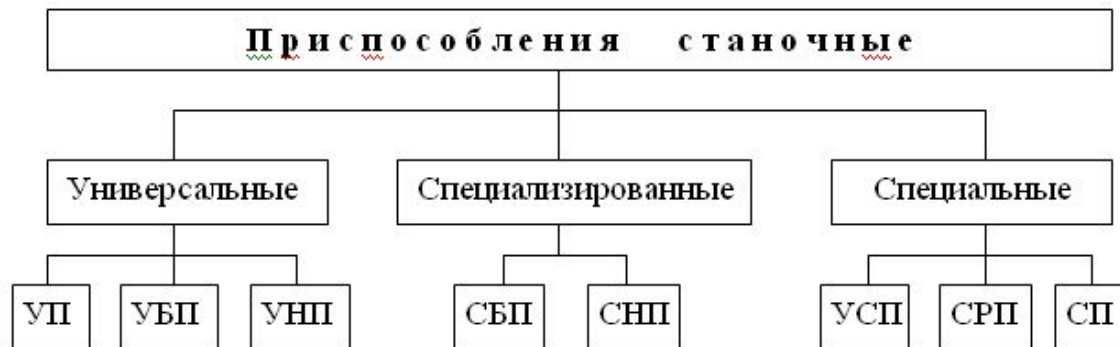 Приспособления станочные
Универсальные Специализированные Специальные
УП УБП УНП СБП СНП УСП СРП СП